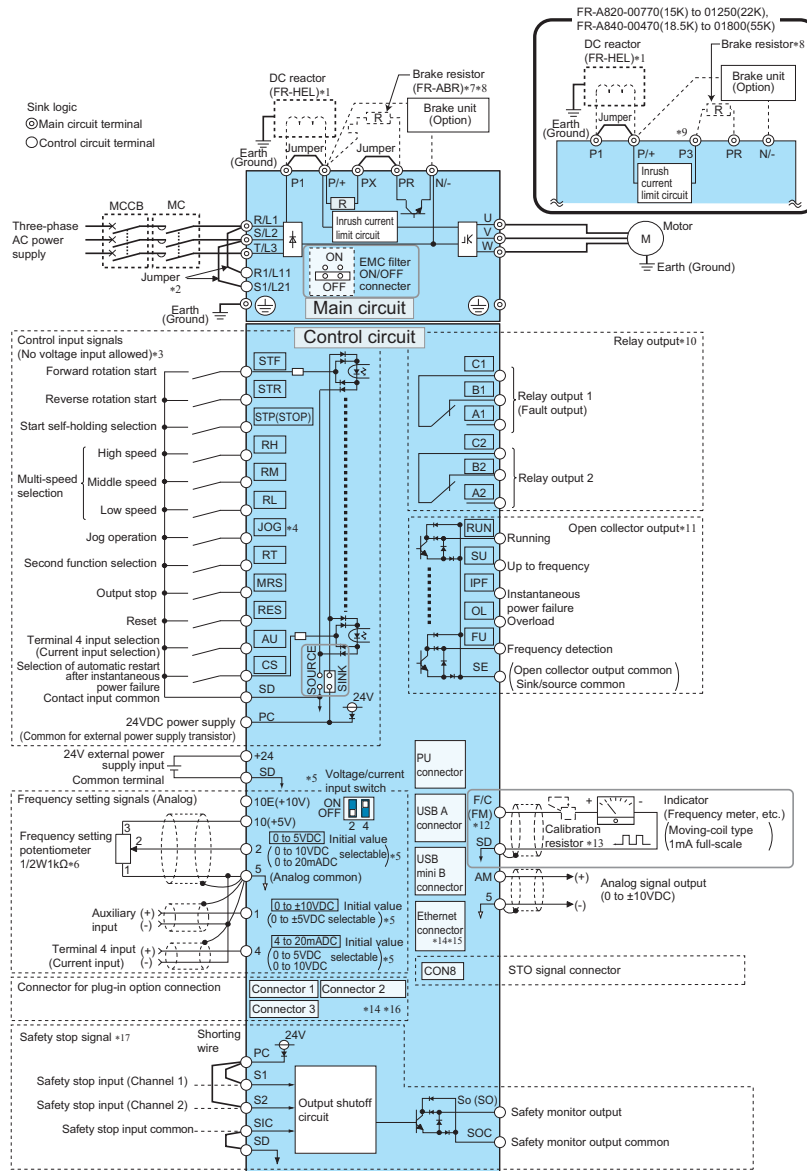 FR-A820-00770(15K) to 01250(22K),
FR-A840-00470(18.5K) to 01800(55K)
DC reactor
(FR-HEL)*1
Brake resistor*8
Brake unit
(Option)
R
Earth
(Ground)
Jumper
*9
P1
P/+
P3
PR
N/-
Inrush
current
limit circuit
Sink logic
Main circuit terminal
Control circuit terminal
DC reactor
(FR-HEL)*1
Brake resistor
(FR-ABR)*7*8
Brake unit
(Option)
R
Earth
(Ground)
Jumper
Jumper
P1
P/+
PX
PR
N/-
R
Inrush current
limit circuit
MCCB
MC
Three-phase
AC power
supply
R/L1
S/L2
T/L3
R1/L11
S1/L21
Jumper
*2
Earth
(Ground)
ON
OFF
EMC filter
ON/OFF
connecter
Main circuit
U
V
W
Motor
M
Earth (Ground)
Control circuit
Control input signals
(No voltage input allowed)*3
Forward rotation start
STF
Reverse rotation start
STR
Start self-holding selection
STP(STOP)
Multi-speed
selection
High speed
RH
Middle speed
RM
Low speed
RL
Jog operation
JOG *4
Second function selection
RT
Output stop
MRS
Reset
RES
Terminal 4 input selection
(Current input selection)
AU
Selection of automatic restart
after instantaneous
power failure
CS
Contact input common
SD
SOURCE
SINK
24V
24VDC power supply
(Common for external power supply transistor)
PC
Relay output*10
C1
B1
A1
Relay output 1
(Fault output)
C2
B2
A2
Relay output 2
Open collector output*11
RUN
Running
SU
Up to frequency
IPF
Instantaneous
power failure
OL
Overload
FU
Frequency detection
SE
Open collector output common
Sink/source common
24V external power
supply input
Common terminal
+24
SD
*5
Voltage/current
input switch
ON
OFF
2 4
Frequency setting signals (Analog)
10E(+10V)
10(+5V)
Frequency setting
potentiometer
1/2W1kΩ*6
3
2
1
2
0 to 5VDC Initial value
0 to 10VDC
0 to 20mADC
selectable *5
5
(Analog common)
Auxiliary
input
(+)
(-)
1
0 to ±10VDC Initial value
(0 to ±5VDC selectable) *5
Terminal 4 input
(Current input)
(+)
(-)
4
4 to 20mADC Initial value
0 to 5VDC
0 to 10VDC
selectable *5
PU
connector
USB A
connector
USB
mini B
connector
Ethernet
connector
*14*15
F/C
(FM)
*12
SD
Calibration
resistor *13
+
-
Indicator
(Frequency meter, etc.)
Moving-coil type
1mA full-scale
AM
5
(+)
(-)
Analog signal output
(0 to ±10VDC)
CON8
STO signal connector
Connector for plug-in option connection
Connector 1
Connector 2
Connector 3
*14 *16
Safety stop signal *17
Shorting
wire
24V
PC
Safety stop input (Channel 1)
S1
Safety stop input (Channel 2)
S2
Safety stop input common
SIC
SD
Output shutoff
circuit
So (SO)
Safety monitor output
SOC
Safety monitor output common